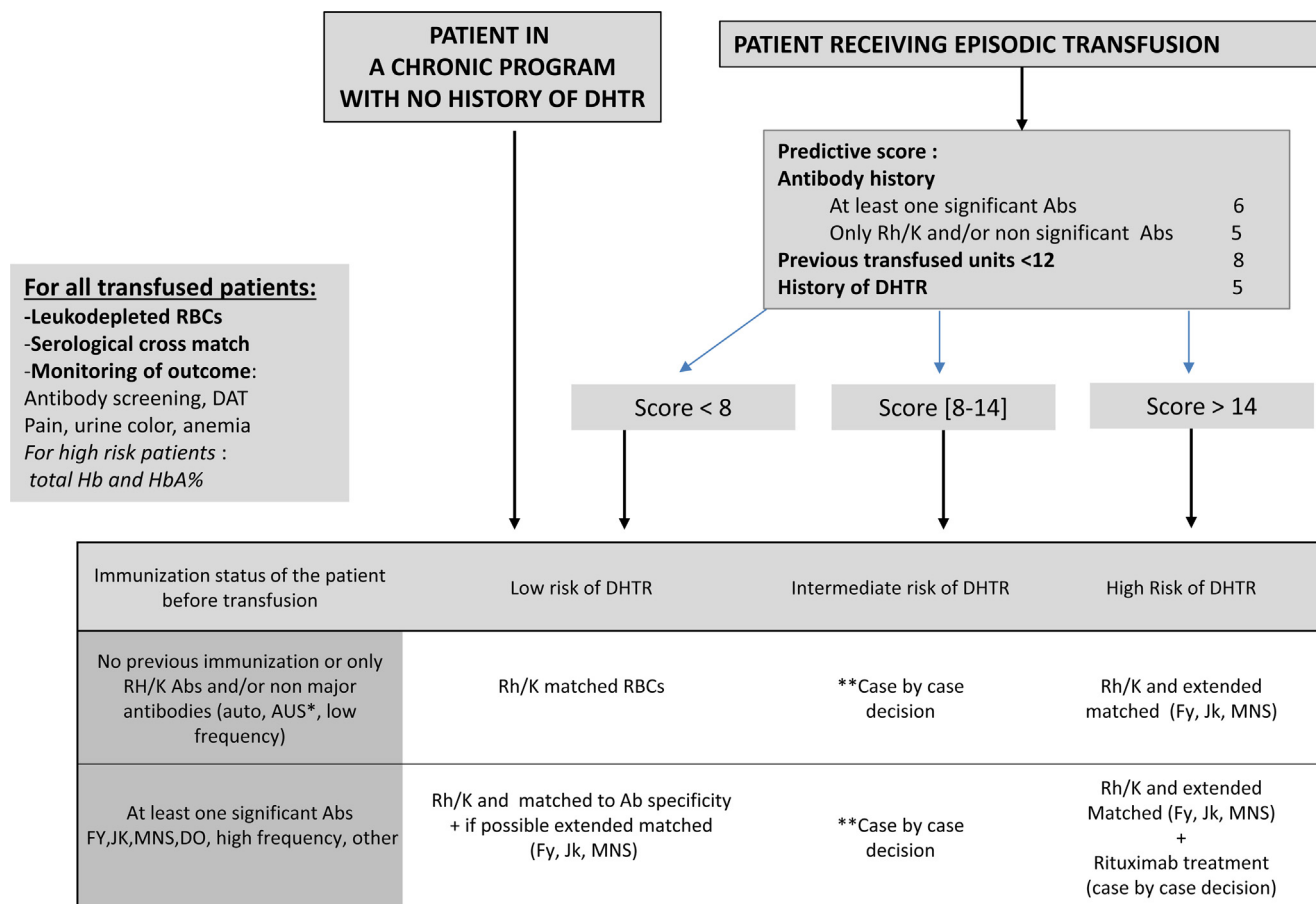 PATIENT IN
A CHRONIC PROGRAM
WITH NO HISTORY OF DHTR
PATIENT RECEIVING EPISODIC TRANSFUSION
Predictive score :
Antibody history
At least one significant Abs 6
Only Rh/K and/or non significant Abs 5
Previous transfused units <12 8
History of DHTR 5
For all transfused patients:
-Leukodepleted RBCs
-Serological cross match
-Monitoring of outcome:
Antibody screening, DAT
Pain, urine color, anemia
For high risk patients :
total Hb and HbA%
Score < 8
Score [8-14]
Score > 14
Immunization status of the patient
before transfusion
Low risk of DHTR
Intermediate risk of DHTR
High Risk of DHTR
No previous immunization or only
RH/K Abs and/or non major
antibodies (auto, AUS*, low
frequency)
Rh/K matched RBCs
**Case by case
decision
Rh/K and extended
matched (Fy, Jk, MNS)
At least one significant Abs
FY,JK,MNS,DO, high frequency, other
Rh/K and matched to Ab specificity
+ if possible extended matched
(Fy, Jk, MNS)
**Case by case
decision
Rh/K and extended
Matched (Fy, Jk, MNS)
+
Rituximab treatment
(case by case decision)